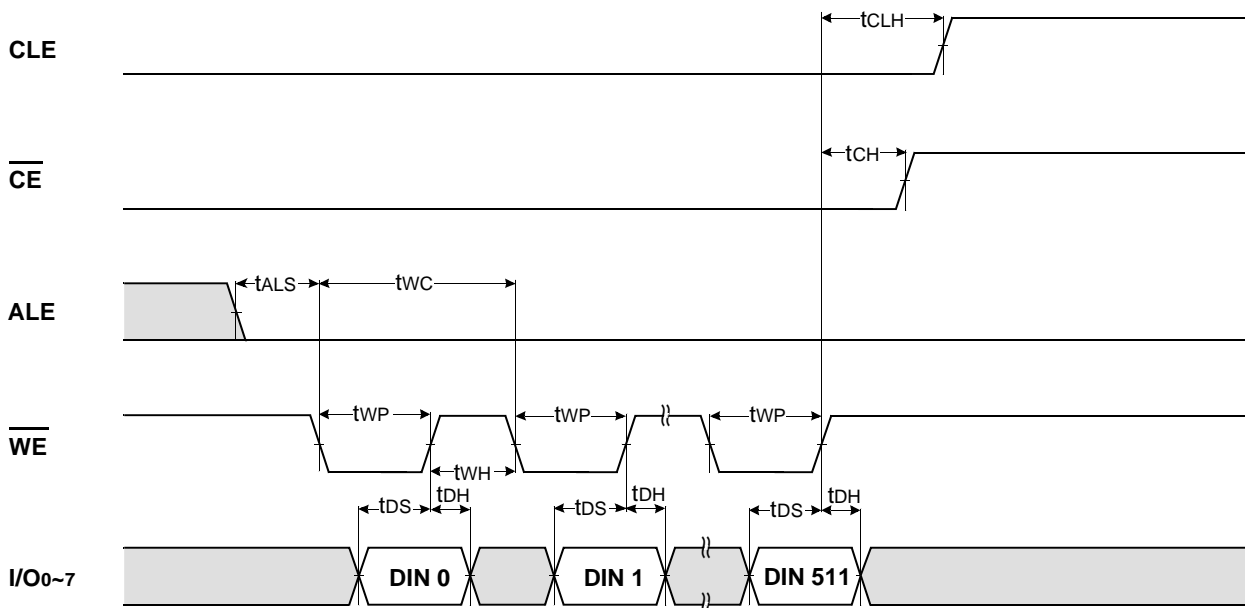 tCLH
CLE
tCH
CE
tALS
tWC
ALE
tWP
tWP
tWP
WE
tWH
tDS
tDH
tDS
tDH
tDS
tDH
I/O0~7
DIN 0
DIN 1
DIN 511